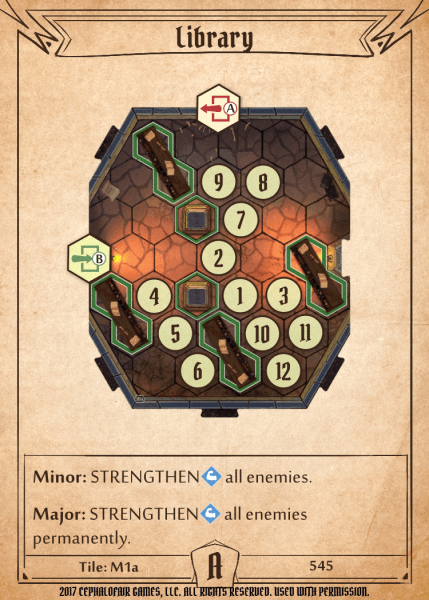 Library
A
9 8
7
B
2
4 1 3
5 10 11
6 12
Minor: STRENGTHEN all enemies.
Major: STRENGTHEN all enemies
permanently.
Tile: M1a A 545
2017 CEPHALOFAIR GAMES, LLC. ALL RIGHTS RESERVED. USED WITH PERMISSION.